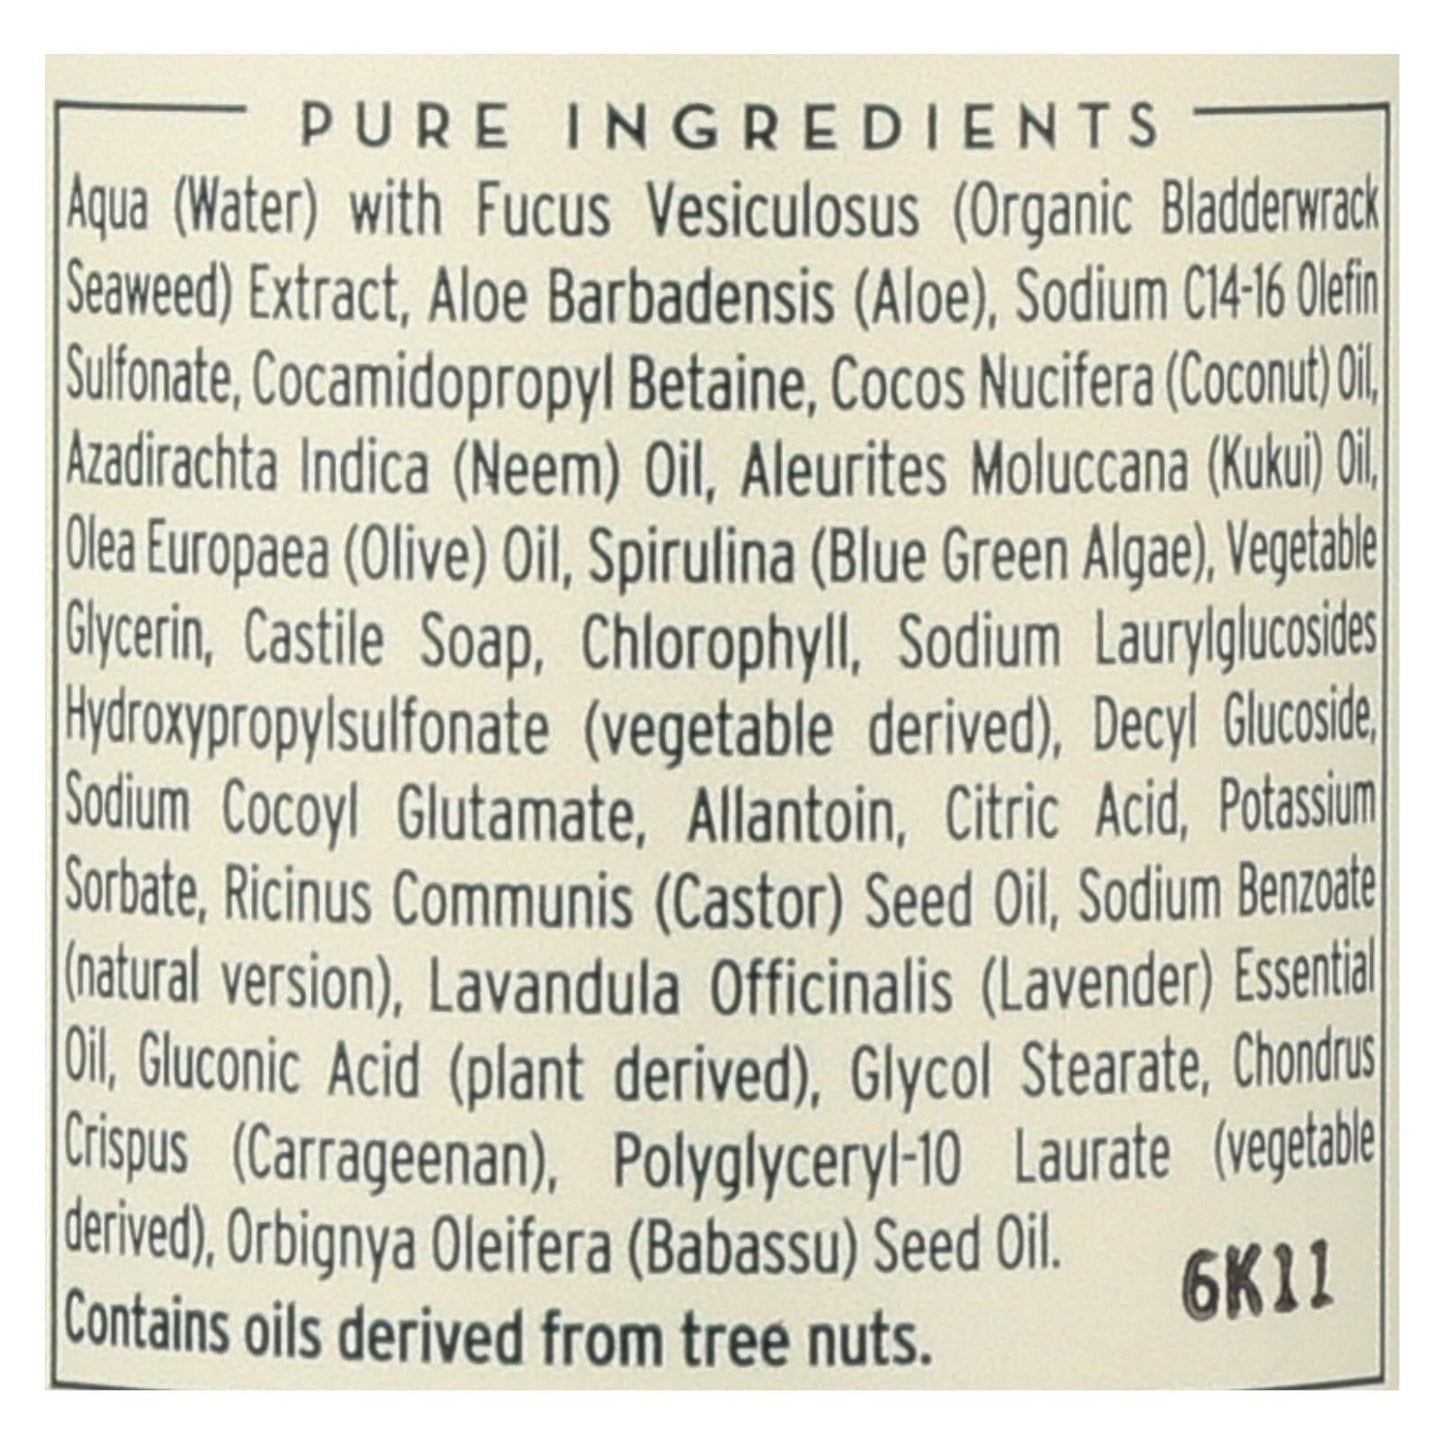 PURE INGREDIENTS
Aqua (Water) with Fucus Vesiculosus (Organic Bladderwrack
Seaweed) Extract, Aloe Barbadensis (Aloe), Sodium C14-16 Olefin
Sulfonate, Cocamidopropyl Betaine, Cocos Nucifera (Coconut) Oil,
Azadirachta Indica (Neem) Oil, Aleurites Moluccana (Kukui) Oil,
Olea Europaea (Olive) Oil, Spirulina (Blue Green Algae), Vegetable
Glycerin, Castile Soap, Chlorophyll, Sodium Laurylglucosides
Hydroxypropylsulfonate (vegetable derived), Decyl Glucoside,
Sodium Cocoyl Glutamate, Allantoin, Citric Acid, Potassium
Sorbate, Ricinus Communis (Castor) Seed Oil, Sodium Benzoate
(natural version), Lavandula Officinalis (Lavender) Essential
Oil, Gluconic Acid (plant derived), Glycol Stearate, Chondrus
Crispus (Carrageenan), Polyglyceryl-10 Laurate (vegetable
derived), Orbignya Oleifera (Babassu) Seed Oil.
6K11
Contains oils derived from tree nuts.